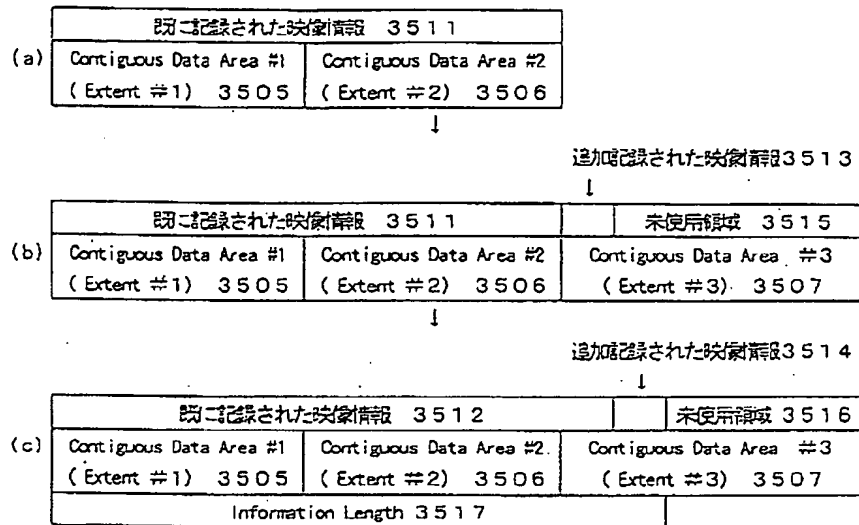 既に記録された映像情報 3511
(a) Contiguous Data Area #1 Contiguous Data Area #2
(Extent #1) 3505 (Extent #2) 3506
↓
追加記録された映像情報3513
↓
既に記録された映像情報 3511 未使用領域 3515
(b) Contiguous Data Area #1 Contiguous Data Area #2 Contiguous Data Area #3
(Extent #1) 3505 (Extent #2) 3506 (Extent #3) 3507
↓
追加記録された映像情報3514
↓
既に記録された映像情報 3512 未使用領域 3516
(c) Contiguous Data Area #1 Contiguous Data Area #2 Contiguous Data Area #3
(Extent #1) 3505 (Extent #2) 3506 (Extent #3) 3507
Information Length 3517